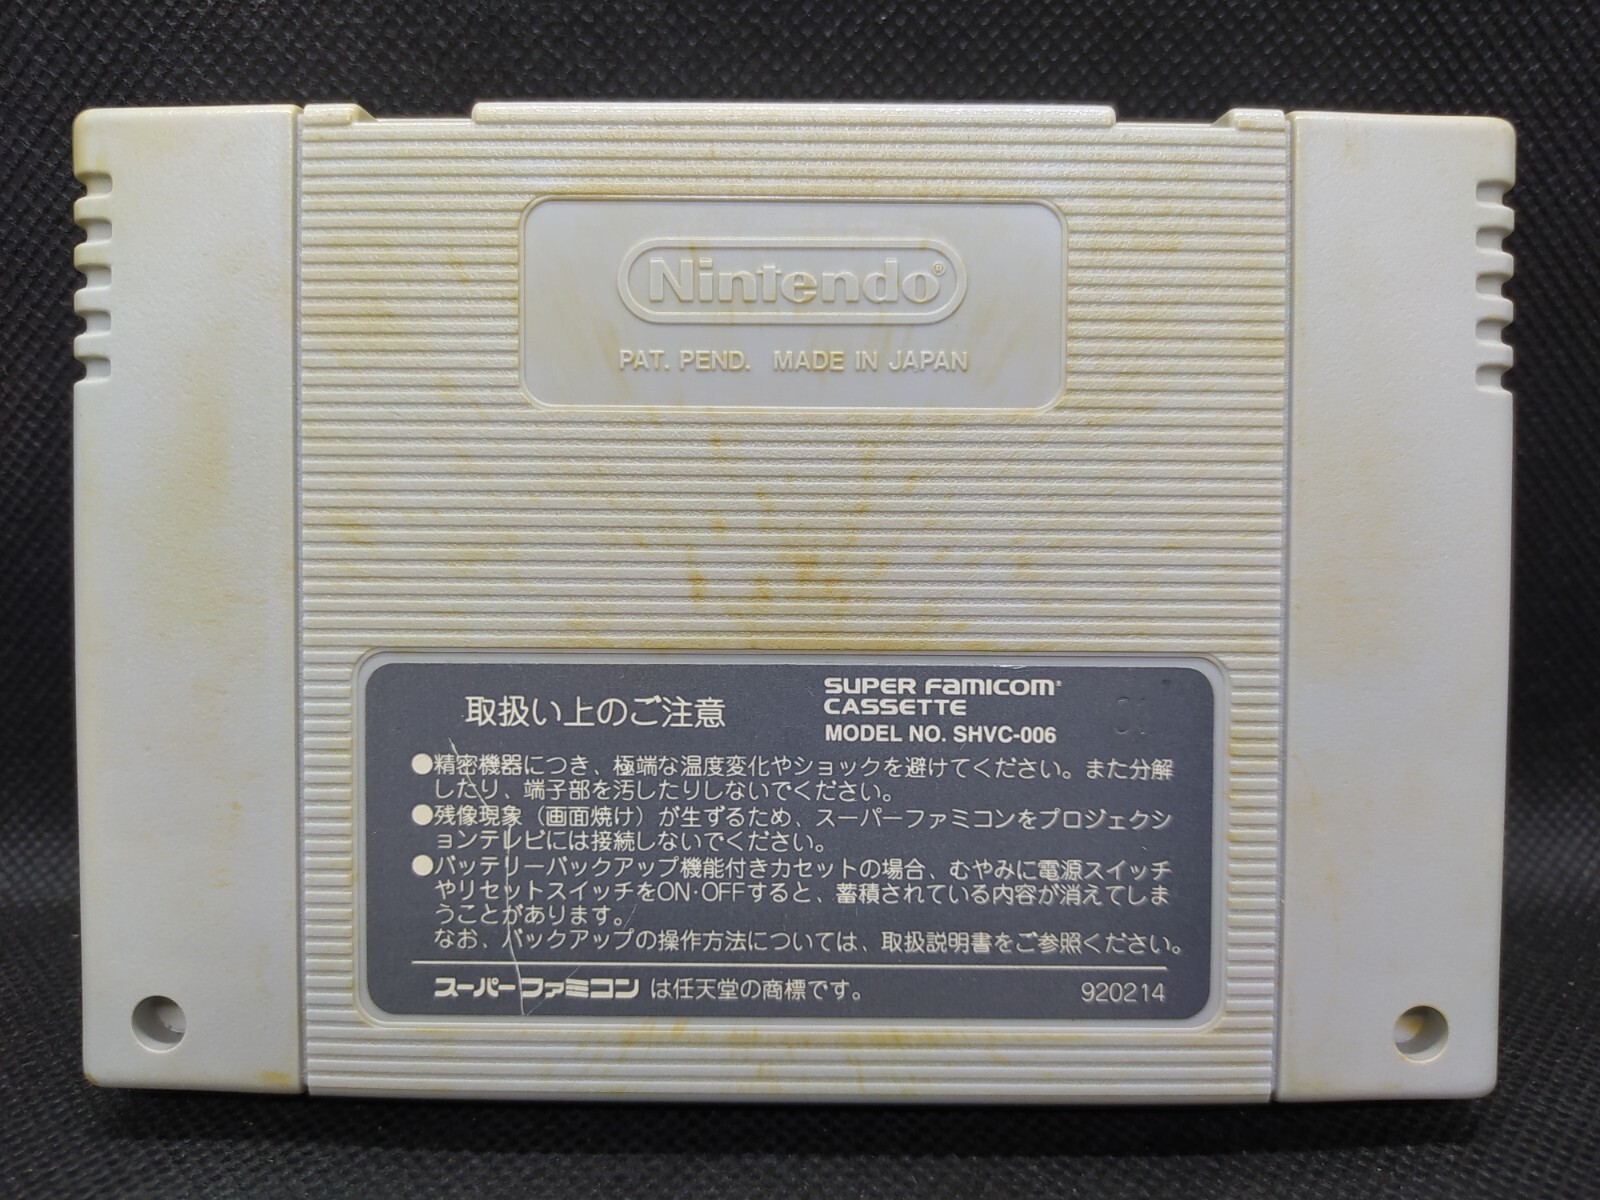 Nintendo®
PAT. PEND. MADE IN JAPAN
取扱い上のご注意
SUPER FAMICOM®
CASSETTE
MODEL NO. SHVC-006
●精密機器につき、極端な温度変化やショックを避けてください。また分解
したり、端子部を汚したりしないでください。
●残像現象（画面焼け）が生ずるため、スーパーファミコンをプロジェクシ
ョンテレビには接続しないでください。
●バッテリーバックアップ機能付きカセットの場合、むやみに電源スイッチ
やリセットスイッチをON・OFFすると、蓄積されている内容が消えてしま
うことがあります。
なお、バックアップの操作方法については、取扱説明書をご参照ください。
スーパーファミコン は任天堂の商標です。
920214